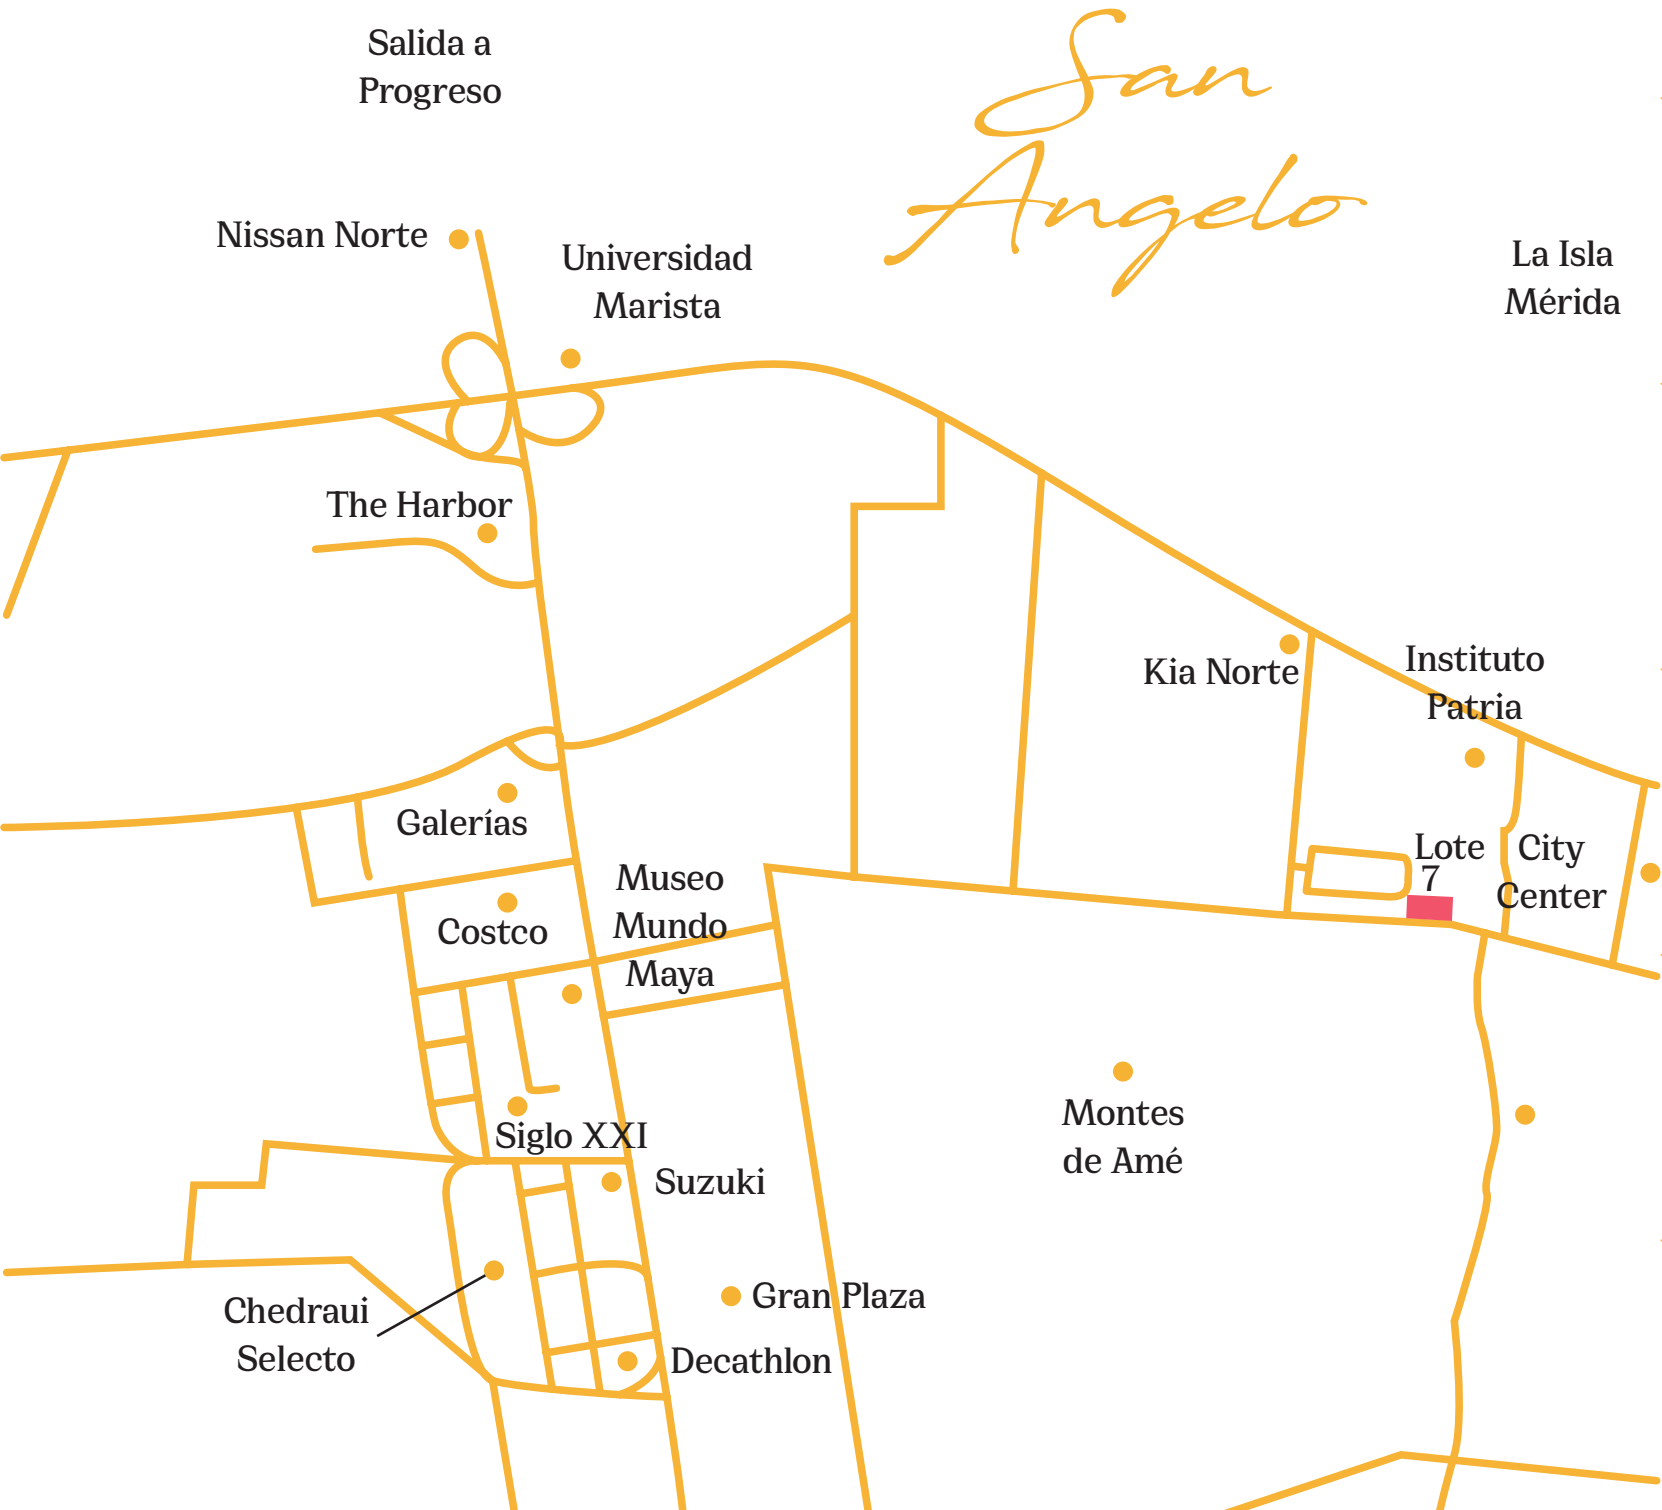 Salida a
Progreso
San
Angelo
Nissan Norte
Universidad
Marista
La Isla
Mérida
The Harbor
Kia Norte
Instituto
Patria
Galerías
Lote
7
City
Center
Museo
Mundo
Maya
Costco
Montes
de Amé
Siglo XXI
Suzuki
Gran Plaza
Chedraui
Selecto
Decathlon